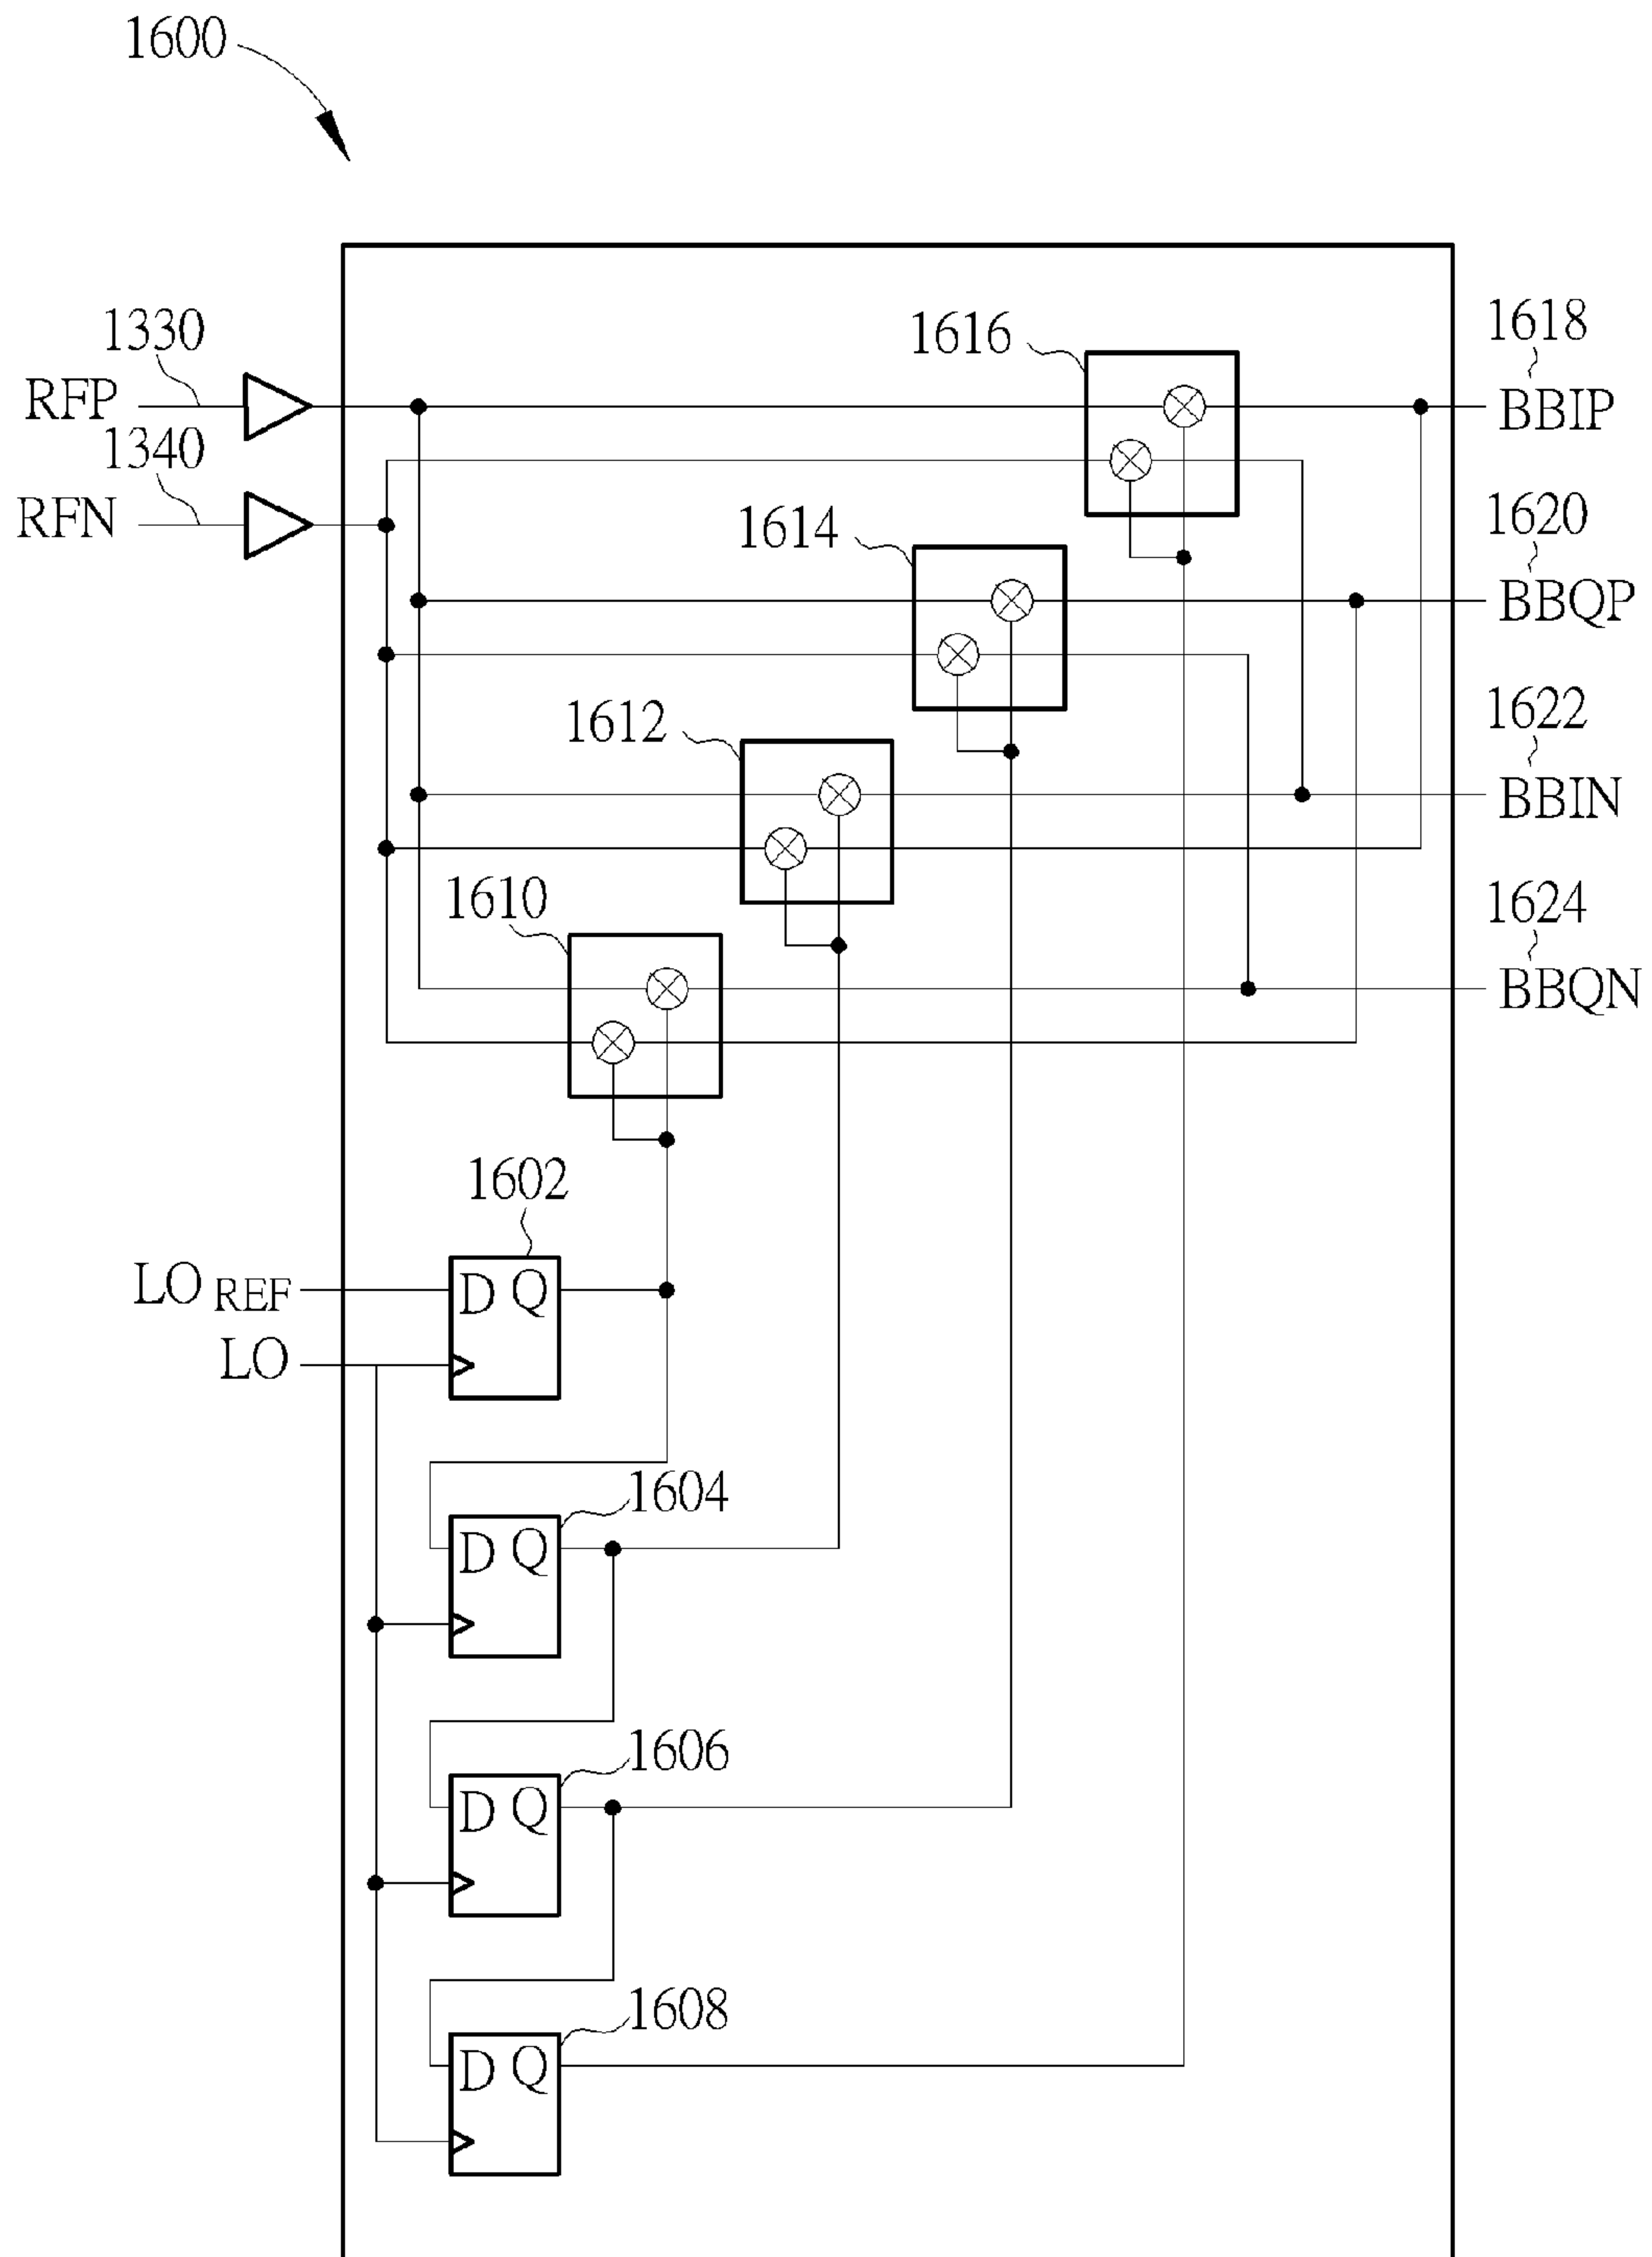 1600
1330
RFP
1340
RFN
1616
1618
BBIP
1614
1620
BBQP
1612
1622
BBIN
1610
1624
BBQN
1602
LO REF
D Q
LO
1604
D Q
1606
D Q
1608
D Q